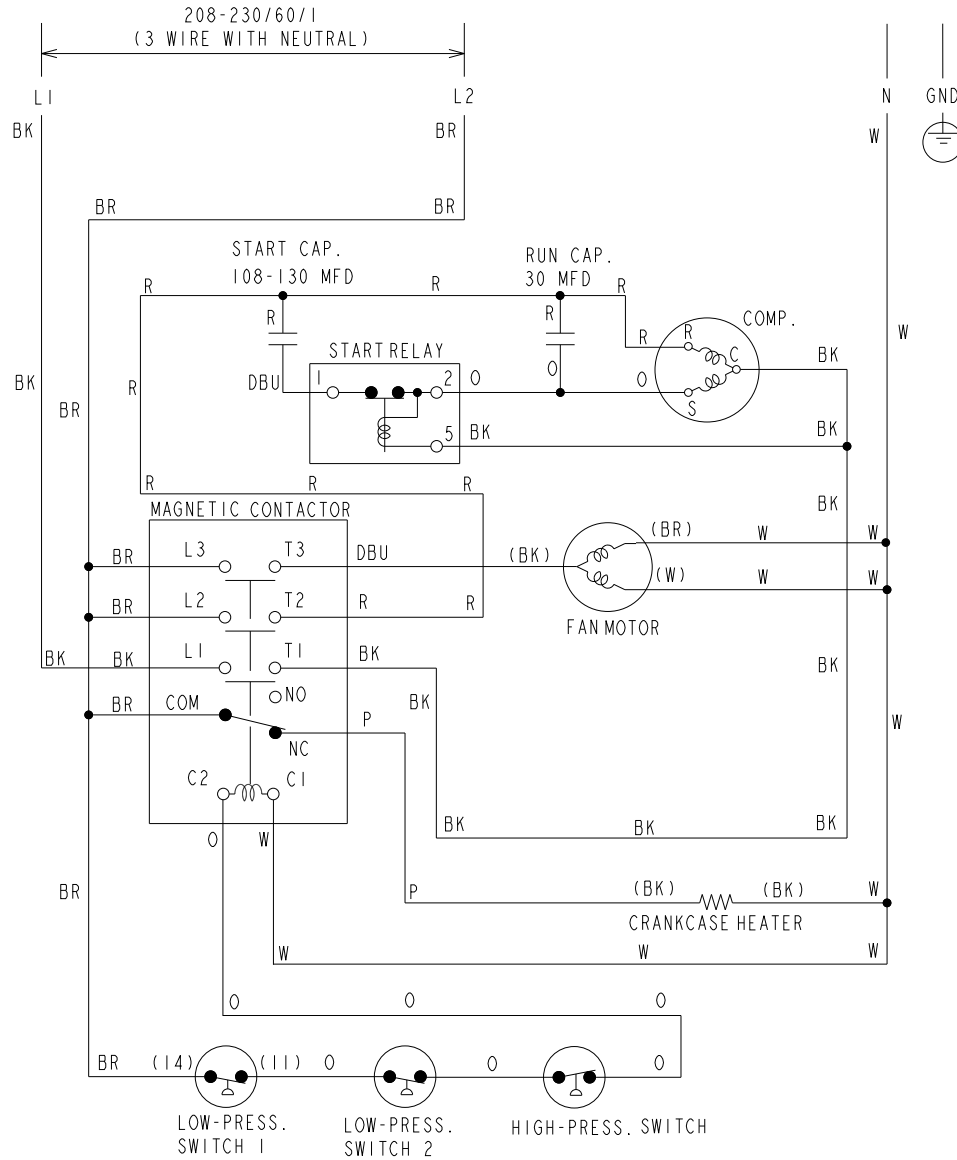 208-230/60/1
(3 WIRE WITH NEUTRAL)
L1
L2
N
GND
BK
BR
W
BR
BR
START CAP.
108-130 MFD
RUN CAP.
30 MFD
R
R
R
R
COMP.
W
START RELAY
R
R
C
BK
BK
R
DBU
1
2
O
O
O
S
BR
5
BK
BK
R
R
R
BK
MAGNETIC CONTACTOR
BR
L3
T3
DBU
(BK)
(BR)
W
W
(W)
W
W
BR
L2
T2
R
R
FAN MOTOR
BK
BK
L1
T1
BK
BK
NO
BR
COM
P
BK
W
NC
C2
C1
O
W
BK
BK
BK
BR
P
(BK)
(BK)
W
CRANKCASE HEATER
W
W
W
O
O
O
BR
(14)
(11)
O
O
O
LOW-PRESS.
SWITCH 1
LOW-PRESS.
SWITCH 2
HIGH-PRESS. SWITCH